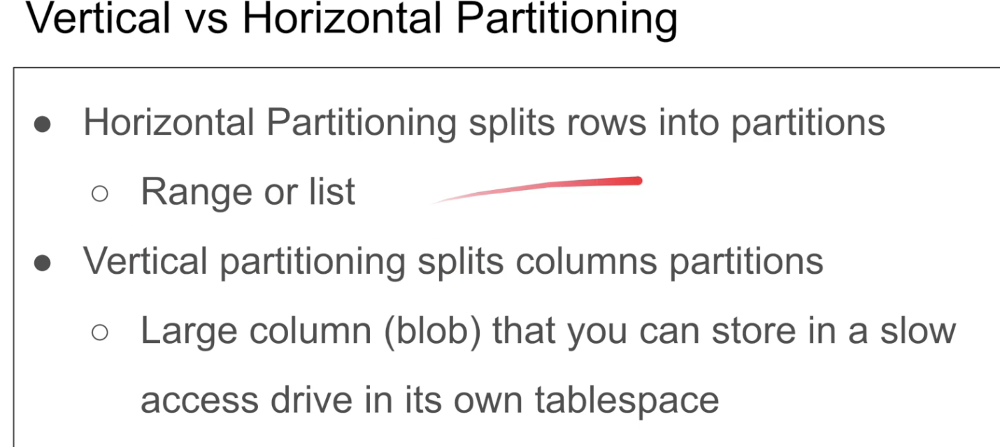 Vertical vs Horizontal Partitioning
● Horizontal Partitioning splits rows into partitions
○ Range or list
● Vertical partitioning splits columns partitions
○ Large column (blob) that you can store in a slow
access drive in its own tablespace